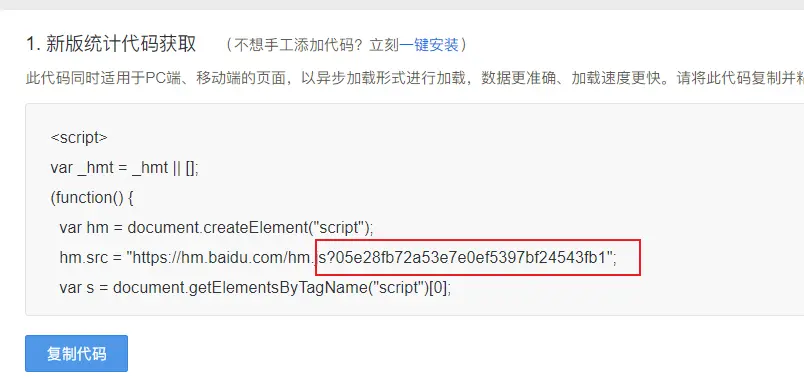 1. 新版统计代码获取 （不想手工添加代码？立刻一键安装）
此代码同时适用于PC端、移动端的页面，以异步加载形式进行加载，数据更准确、加载速度更快。请将此代码复制并粘
<script>
var _hmt = _hmt || [];
(function() {
var hm = document.createElement("script");
hm.src = "https://hm.baidu.com/hm.js?05e28fb72a53e7e0ef5397bf24543fb1";
var s = document.getElementsByTagName("script")[0];
复制代码